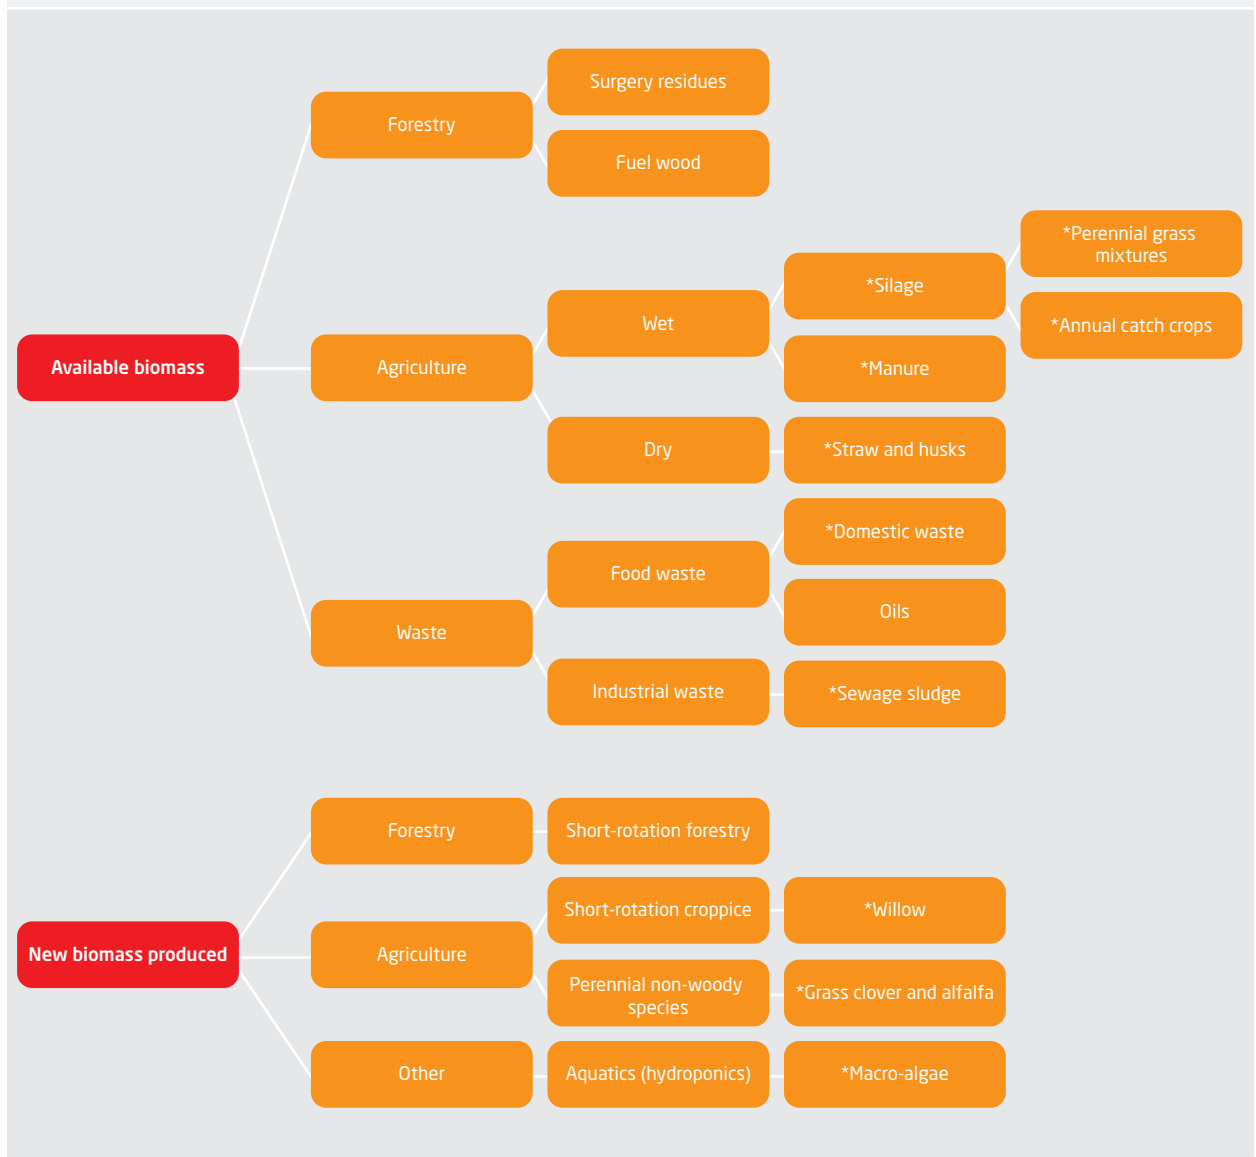 Surgery residues
Forestry
Fuel wood
*Perennial grass
mixtures
*Silage
Wet
*Annual catch crops
Available biomass
Agriculture
*Manure
Dry
*Straw and husks
*Domestic waste
Food waste
Oils
Waste
Industrial waste
*Sewage sludge
Forestry
Short-rotation forestry
Short-rotation croppice
*Willow
New biomass produced
Agriculture
Perennial non-woody
species
*Grass clover and alfalfa
Other
Aquatics (hydroponics)
*Macro-algae